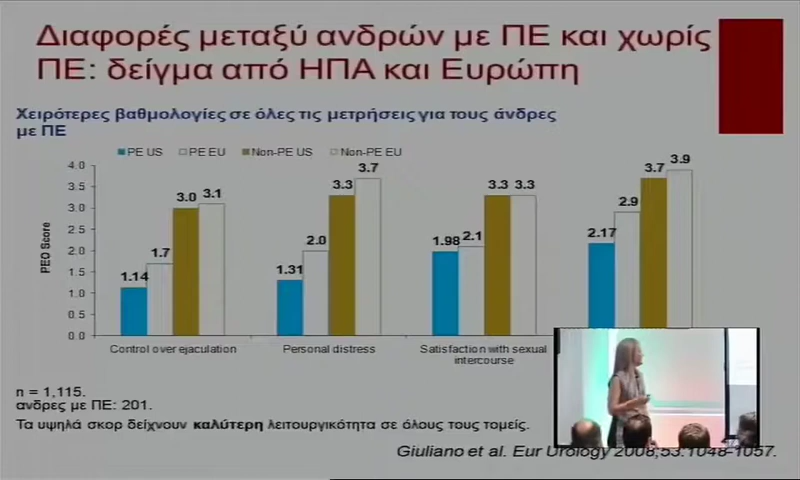 Διαφορές μεταξύ ανδρών με ΠΕ και χωρίς
ΠΕ: δείγμα από ΗΠΑ και Ευρώπη
Χειρότερες βαθμολογίες σε όλες τις μετρήσεις για τους άνδρες
με ΠΕ
PE US PE EU Non-PE US Non-PE EU
4.0
3.5
3.0
2.5
2.0
1.5
1.0
0.5
0.0
PEO Score
1.14 1.7 3.0 3.1
1.31 2.0 3.3 3.7
1.98 2.1 3.3 3.3
2.17 2.9 3.7 3.9
Control over ejaculation
Personal distress
Satisfaction with sexual
intercourse
n = 1,115.
ανδρες με ΠΕ: 201.
Τα υψηλά σκορ δείχνουν καλύτερη λειτουργικότητα σε όλους τους τομείς.
Giuliano et al. Eur Urology 2008;53:1048-1057.